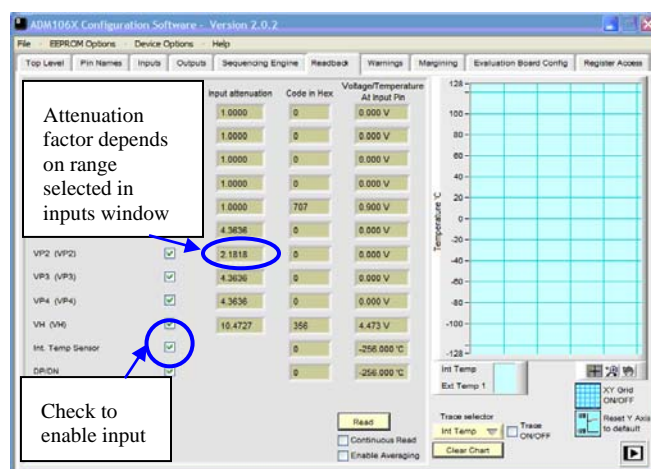 ADM106X Configuration Software - Version 2.0.2
File EEPROM Options Device Options Help
Top Level Pin Names Inputs Outputs Sequencing Engine Readback Warnings Margining Evaluation Board Config Register Access
Input attenuation Code in Hex Voltage/Temperature At Input Pin
Attenuation
factor depends
on range
selected in
inputs window
1.0000 0 0.000 V
1.0000 0 0.000 V
1.0000 0 0.000 V
1.0000 0 0.000 V
1.0000 707 0.900 V
4.3636 0 0.000 V
VP2 (VP2) 2.1818 0 0.000 V
VP3 (VP3) 4.3636 0 0.000 V
VP4 (VP4) 4.3636 0 0.000 V
VH (VH) 10.4727 356 4.473 V
Int. Temp Sensor 0 -256.000 'C
DP/DN 0 -256.000 'C
Check to
enable input
Read
Continuous Read
Enable Averaging
Temperature 'C
128
100
80
60
40
20
0
-20
-40
-60
-80
-100
-128
Int Temp
Ext Temp 1
XY Grid
ON/OFF
Trace selector
Int Temp
Trace
ON/OFF
Reset Y Axis
to default
Clear Chart